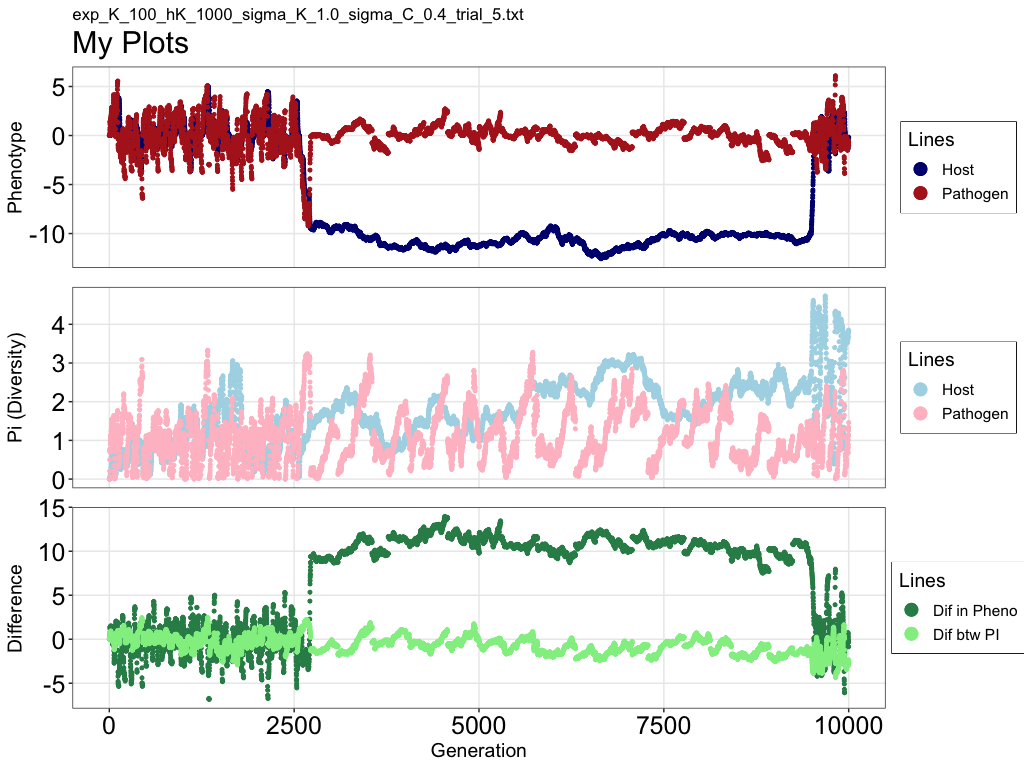 exp_K_100_hK_1000_sigma_K_1.0_sigma_C_0.4_trial_5.txt
My Plots
Phenotype
5
0
-5
-10
Lines
Host
Pathogen
Pi (Diversity)
4
3
2
1
0
Lines
Host
Pathogen
Difference
15
10
5
0
-5
Lines
Dif in Pheno
Dif btw PI
0 2500 5000 7500 10000
Generation